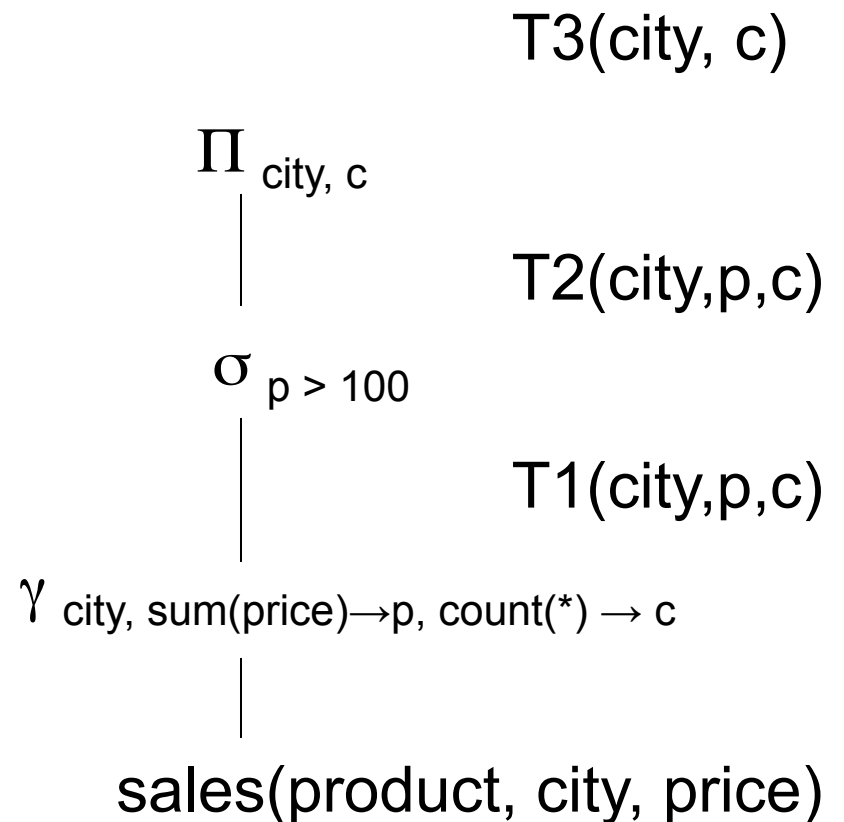 T3(city, c)
Π city, c
T2(city,p,c)
σ p > 100
T1(city,p,c)
γ city, sum(price)→p, count(*) → c
sales(product, city, price)